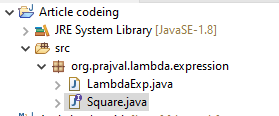 Article codeing
JRE System Library [JavaSE-1.8]
src
org.prajval.lambda.expression
LambdaExp.java
Square.java